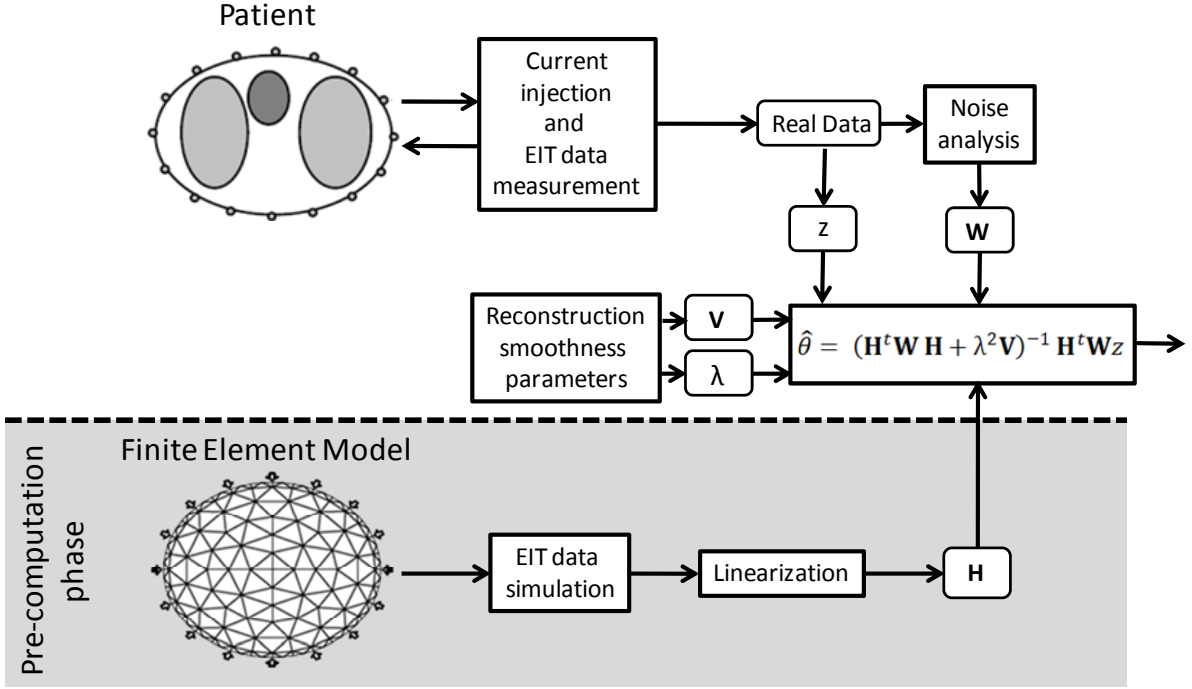 Patient
Current
injection
and
EIT data
measurement
Real Data
Noise
analysis
z
W
Reconstruction
smoothness
parameters
V
λ
θ̂ = (HᵗW H + λ²V)⁻¹ HᵗWz
Pre-computation
phase
Finite Element Model
EIT data
simulation
Linearization
H